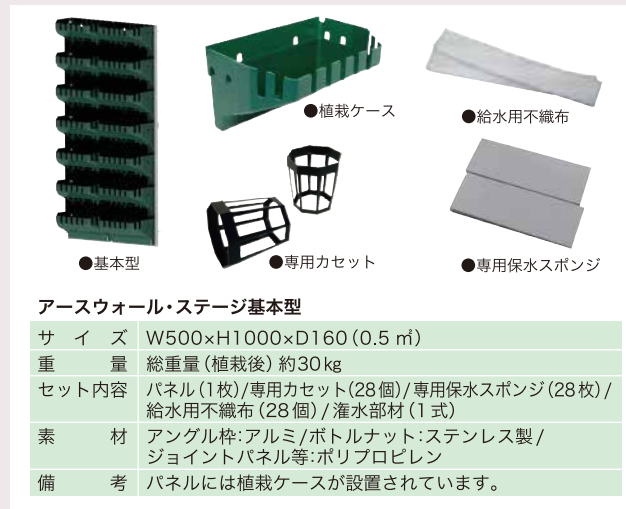 ●植栽ケース
●給水用不織布
●基本型
●専用カセット
●専用保水スポンジ
アースウォール・ステージ基本型
サイズ W500×H1000×D160（0.5 ㎡）
重量 総重量（植栽後）約30㎏
セット内容 パネル（1枚）/専用カセット（28個）/専用保水スポンジ（28枚）/
給水用不織布（28個）/潅水部材（1式）
素材 アングル枠：アルミ/ボトルナット：ステンレス製/
ジョイントパネル等：ポリプロピレン
備考 パネルには植栽ケースが設置されています。